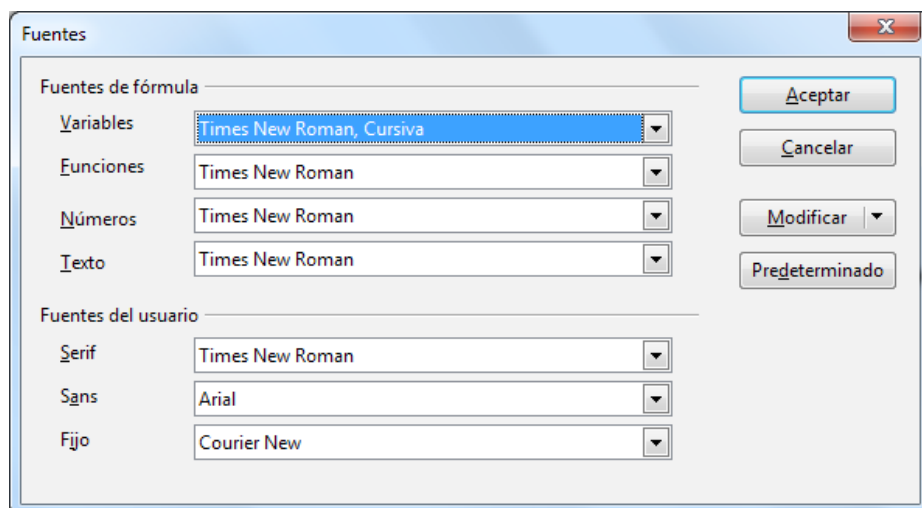 Fuentes
Fuentes de fórmula
Variables
Times New Roman, Cursiva
Funciones
Times New Roman
Números
Times New Roman
Texto
Times New Roman
Fuentes del usuario
Serif
Times New Roman
Sans
Arial
Fijo
Courier New
Aceptar
Cancelar
Modificar
Predeterminado